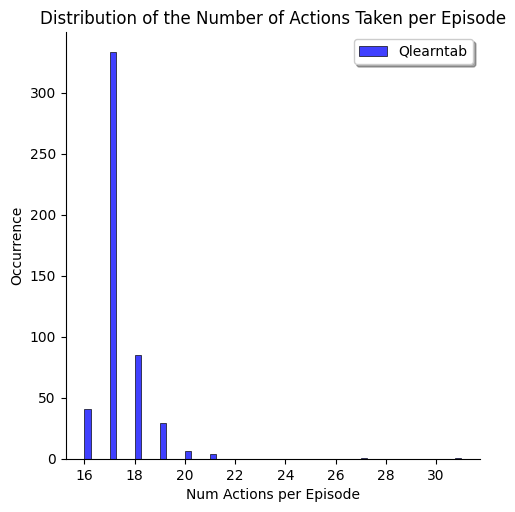 Distribution of the Number of Actions Taken per Episode
Qlearntab
Occurrence
300
250
200
150
100
50
0
16 18 20 22 24 26 28 30
Num Actions per Episode